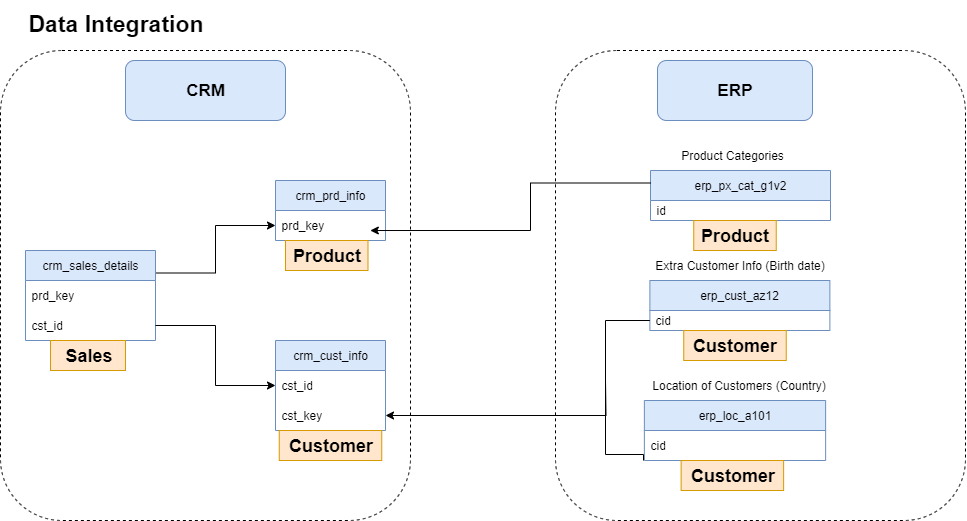 Data Integration
CRM
crm_prd_info
prd_key
Product
crm_sales_details
prd_key
cst_id
Sales
crm_cust_info
cst_id
cst_key
Customer
ERP
Product Categories
erp_px_cat_g1v2
id
Product
Extra Customer Info (Birth date)
erp_cust_az12
cid
Customer
Location of Customers (Country)
erp_loc_a101
cid
Customer